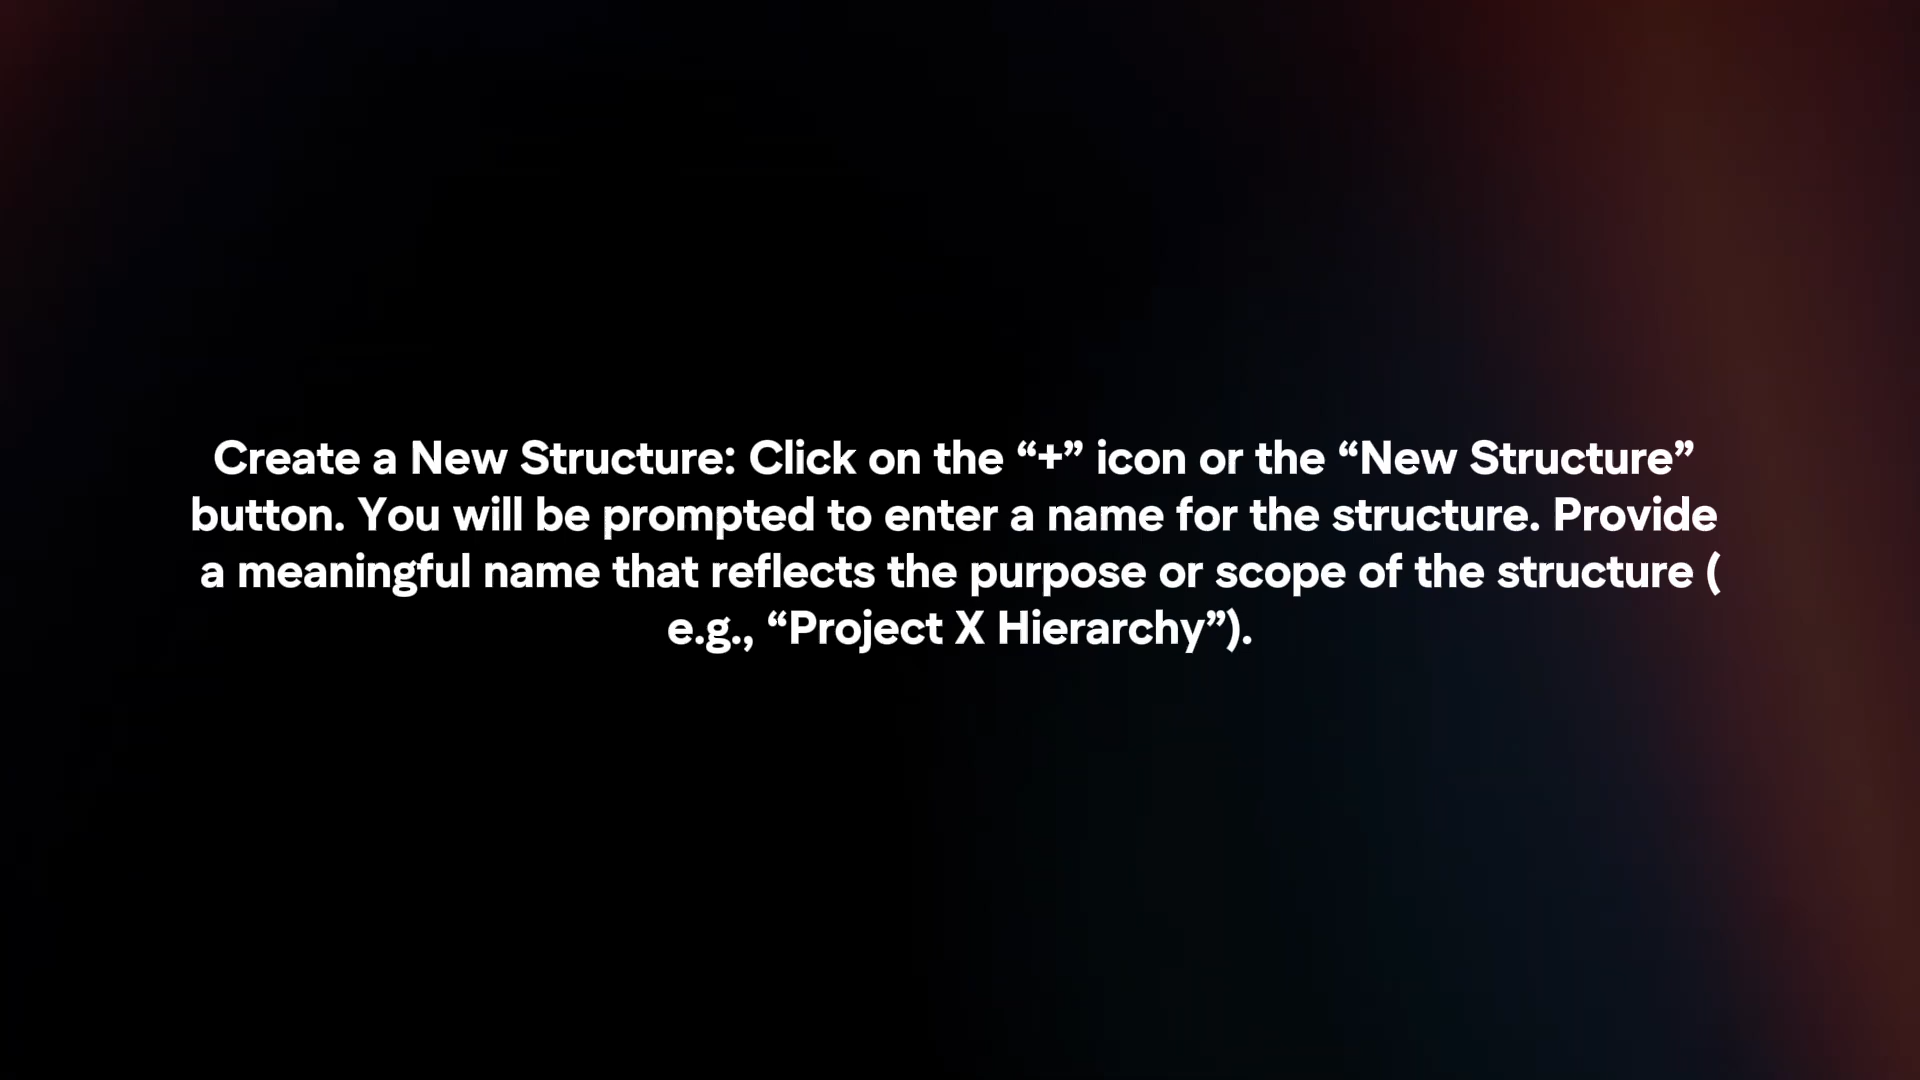 Create a New Structure: Click on the “+” icon or the “New Structure”
button. You will be prompted to enter a name for the structure. Provide
a meaningful name that reflects the purpose or scope of the structure (
e.g., “Project X Hierarchy”).